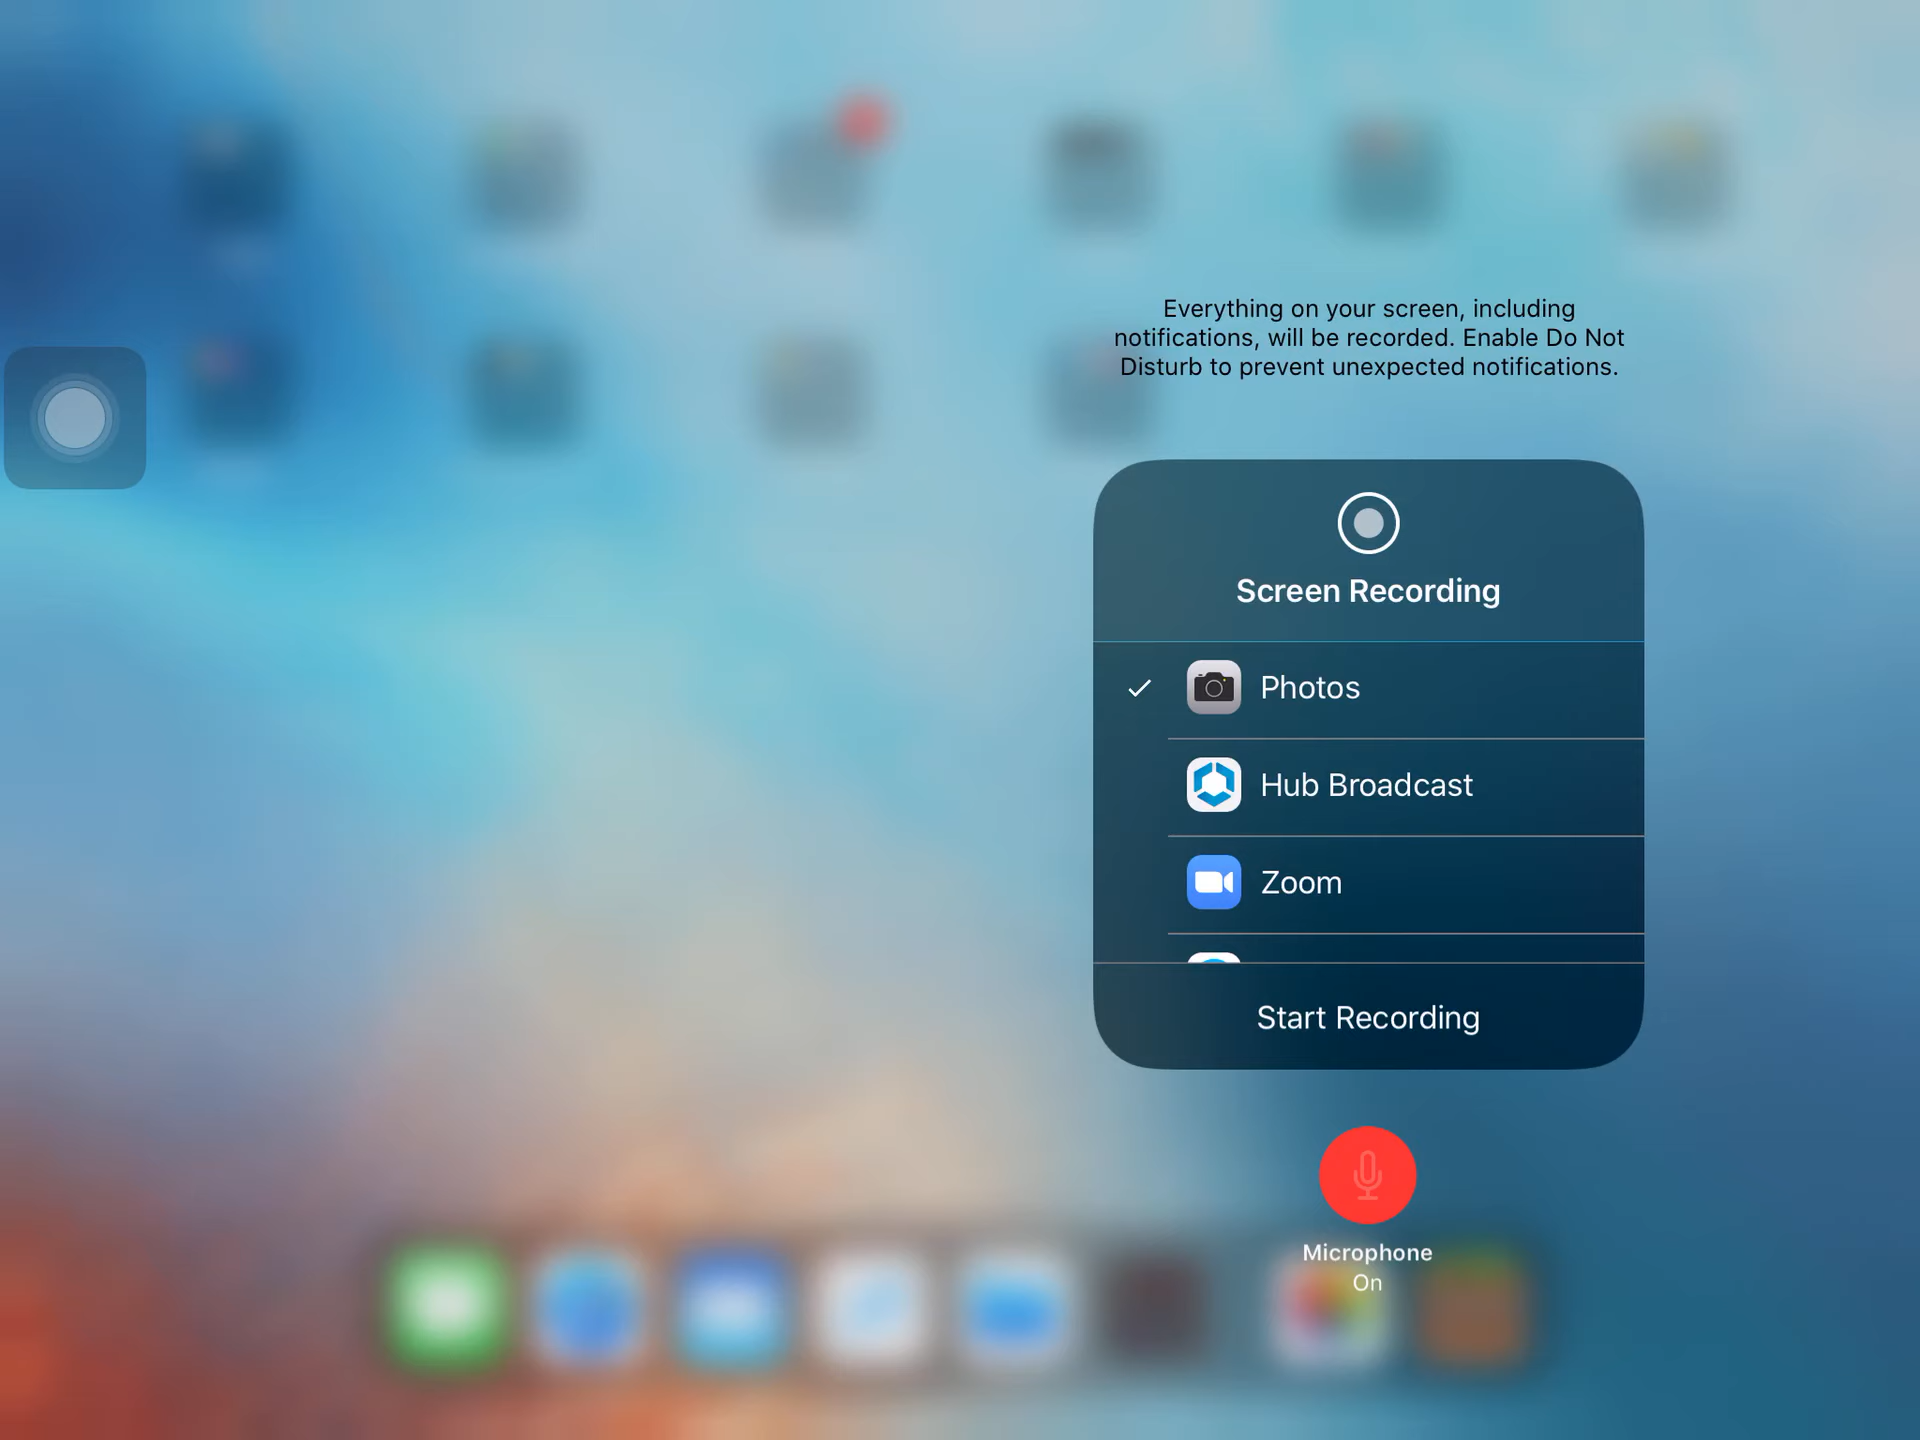 Everything on your screen, including
notifications, will be recorded. Enable Do Not
Disturb to prevent unexpected notifications.
Screen Recording
Photos
Hub Broadcast
Zoom
Start Recording
Microphone
On